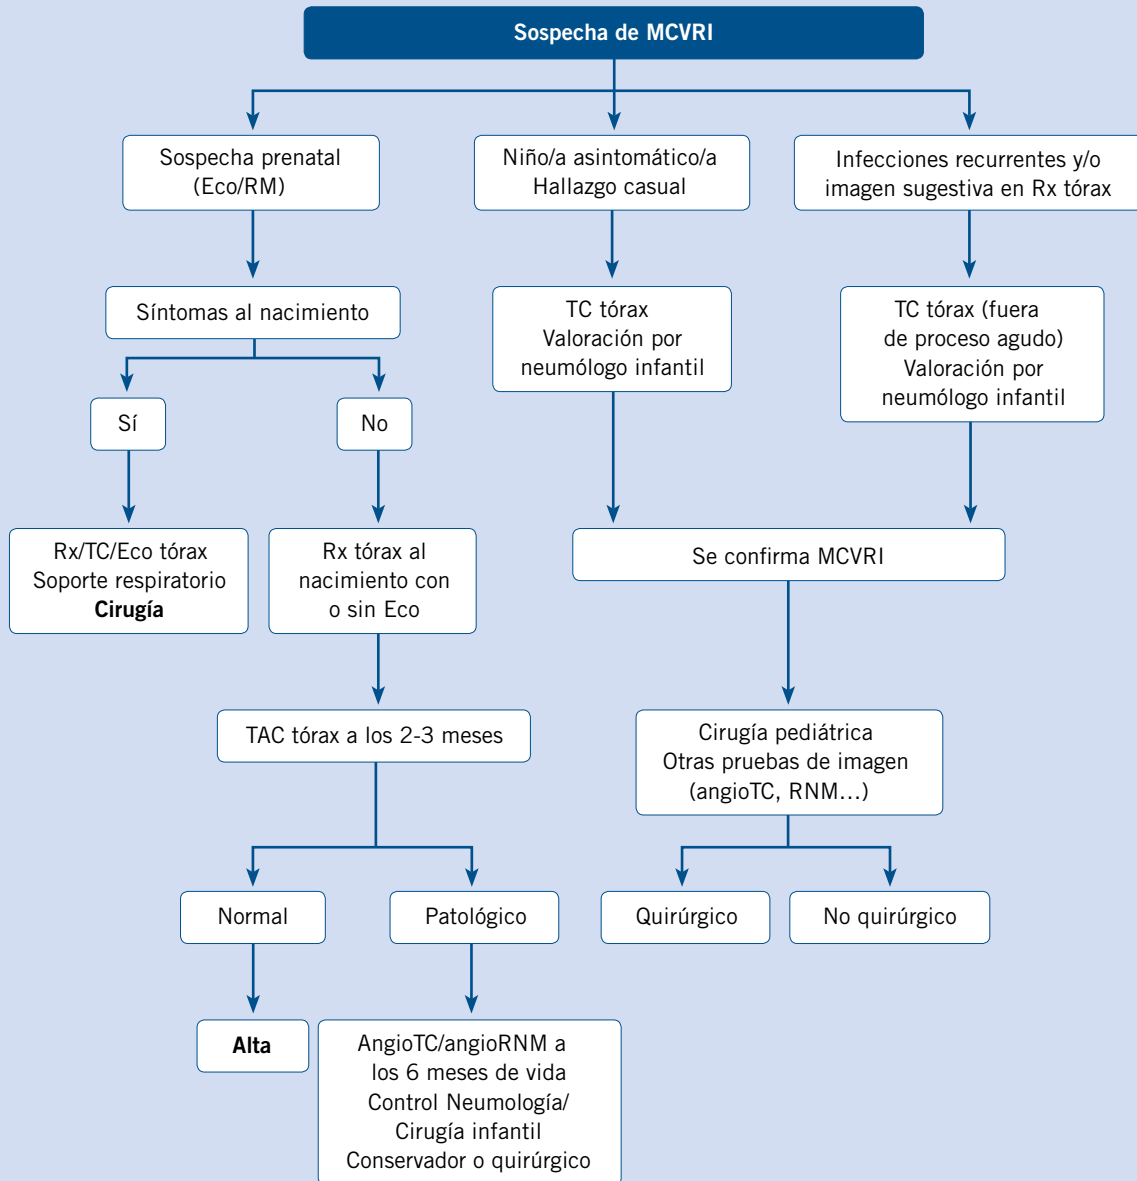 Sospecha de MCVRI
Sospecha prenatal
(Eco/RM)
Niño/a asintomático/a
Hallazgo casual
Infecciones recurrentes y/o
imagen sugestiva en Rx tórax
Síntomas al nacimiento
TC tórax
Valoración por
neumólogo infantil
TC tórax (fuera
de proceso agudo)
Valoración por
neumólogo infantil
Sí
No
Rx/TC/Eco tórax
Soporte respiratorio
Cirugía
Rx tórax al
nacimiento con
o sin Eco
Se confirma MCVRI
TAC tórax a los 2-3 meses
Cirugía pediátrica
Otras pruebas de imagen
(angioTC, RNM…)
Normal
Patológico
Quirúrgico
No quirúrgico
Alta
AngioTC/angioRNM a
los 6 meses de vida
Control Neumología/
Cirugía infantil
Conservador o quirúrgico